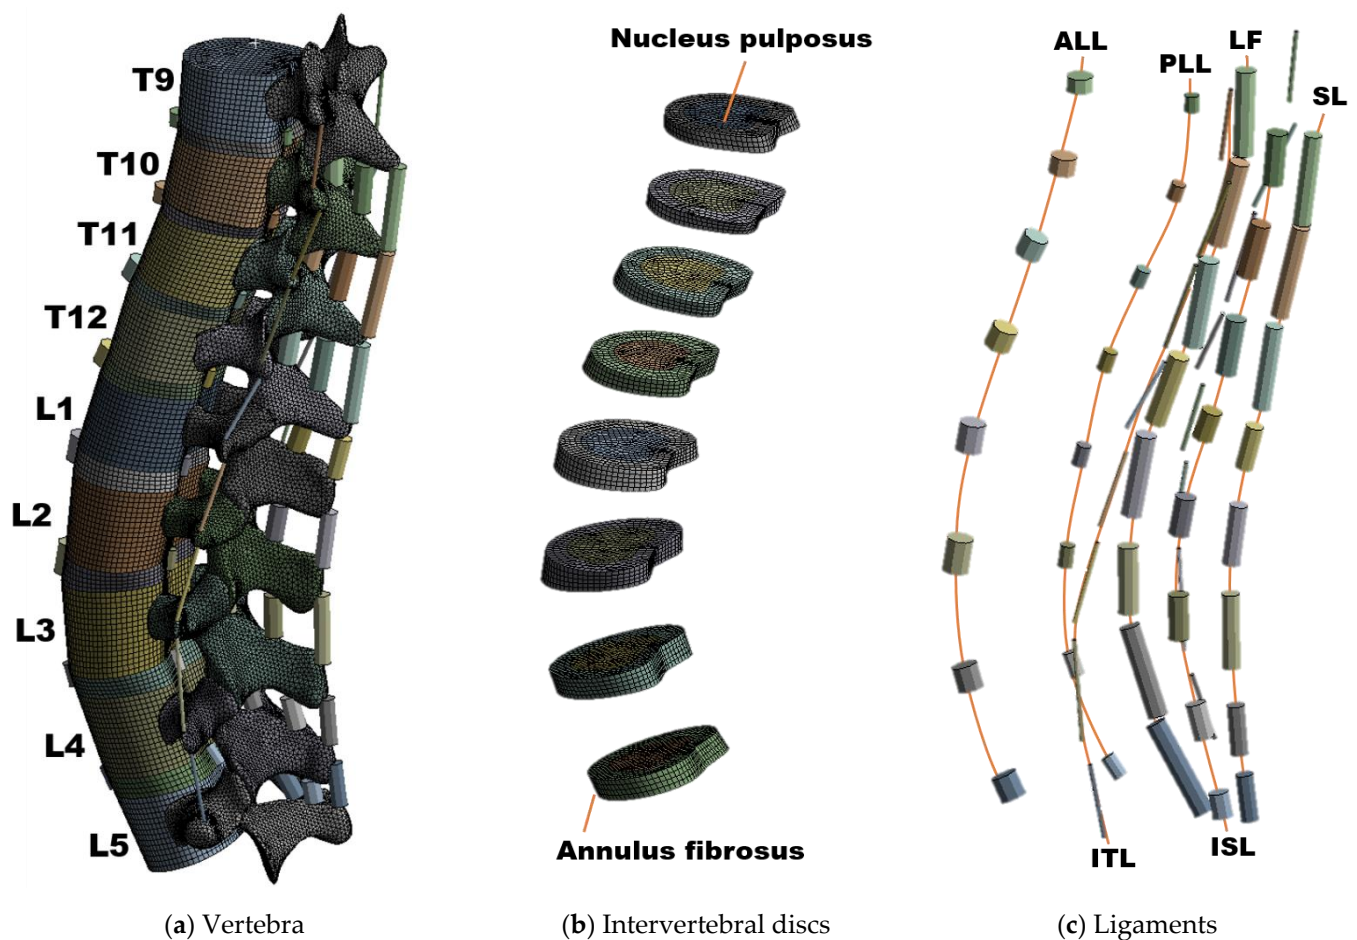 T9
T10
T11
T12
L1
L2
L3
L4
L5
Nucleus pulposus
Annulus fibrosus
ALL
PLL
LF
SL
ITL
ISL
(a) Vertebra
(b) Intervertebral discs
(c) Ligaments